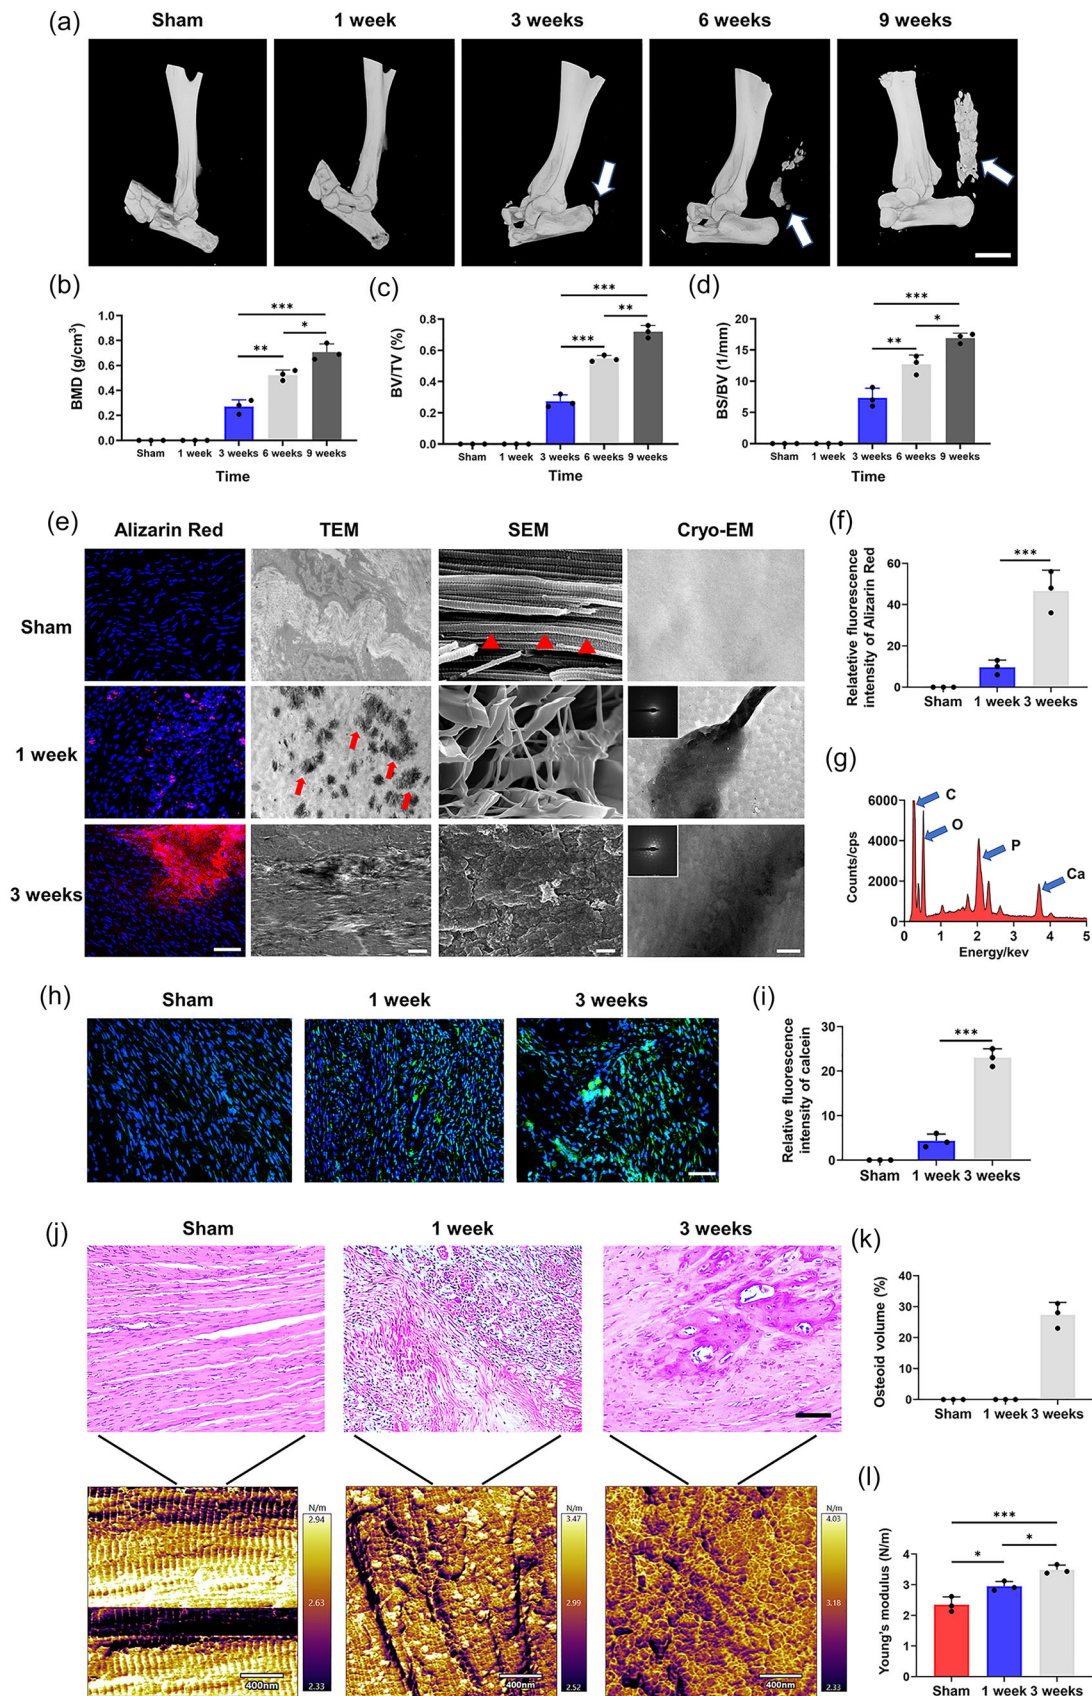 (a) Sham 1 week 3 weeks 6 weeks 9 weeks
(b)
BMD (g/cm³)
1.0
0.8
0.6
0.4
0.2
0.0
***
**
*
Sham 1 week 3 weeks 6 weeks 9 weeks
Time
(c)
BV/TV (%)
0.8
0.6
0.4
0.2
0.0
***
**
***
Sham 1 week 3 weeks 6 weeks 9 weeks
Time
(d)
BS/BV (1/mm)
20
15
10
5
0
***
*
**
Sham 1 week 3 weeks 6 weeks 9 weeks
Time
(e) Alizarin Red TEM SEM Cryo-EM
Sham
1 week
3 weeks
(f)
Relatetive fluorescence
intensity of Alizarin Red
60
40
20
0
***
Sham 1 week 3 weeks
(g)
Counts/cps
6000
4000
2000
0
C
O
P
Ca
0 1 2 3 4 5
Energy/kev
(h) Sham 1 week 3 weeks
(i)
Relative fluorescence
intensity of calcein
30
20
10
0
***
Sham 1 week 3 weeks
(j) Sham 1 week 3 weeks
N/m
2.94
2.63
2.33
400nm
N/m
3.47
2.99
2.52
400nm
N/m
4.03
3.18
2.33
400nm
(k)
Osteoid volume (%)
40
30
20
10
0
Sham 1 week 3 weeks
(l)
Young's modulus (N/m)
4
3
2
1
0
***
*
*
Sham 1 week 3 weeks